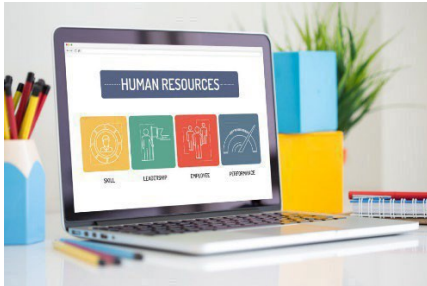 HUMAN RESOURCES
SKILL
LEADERSHIP
EMPLOYEE
PERFORMANCE